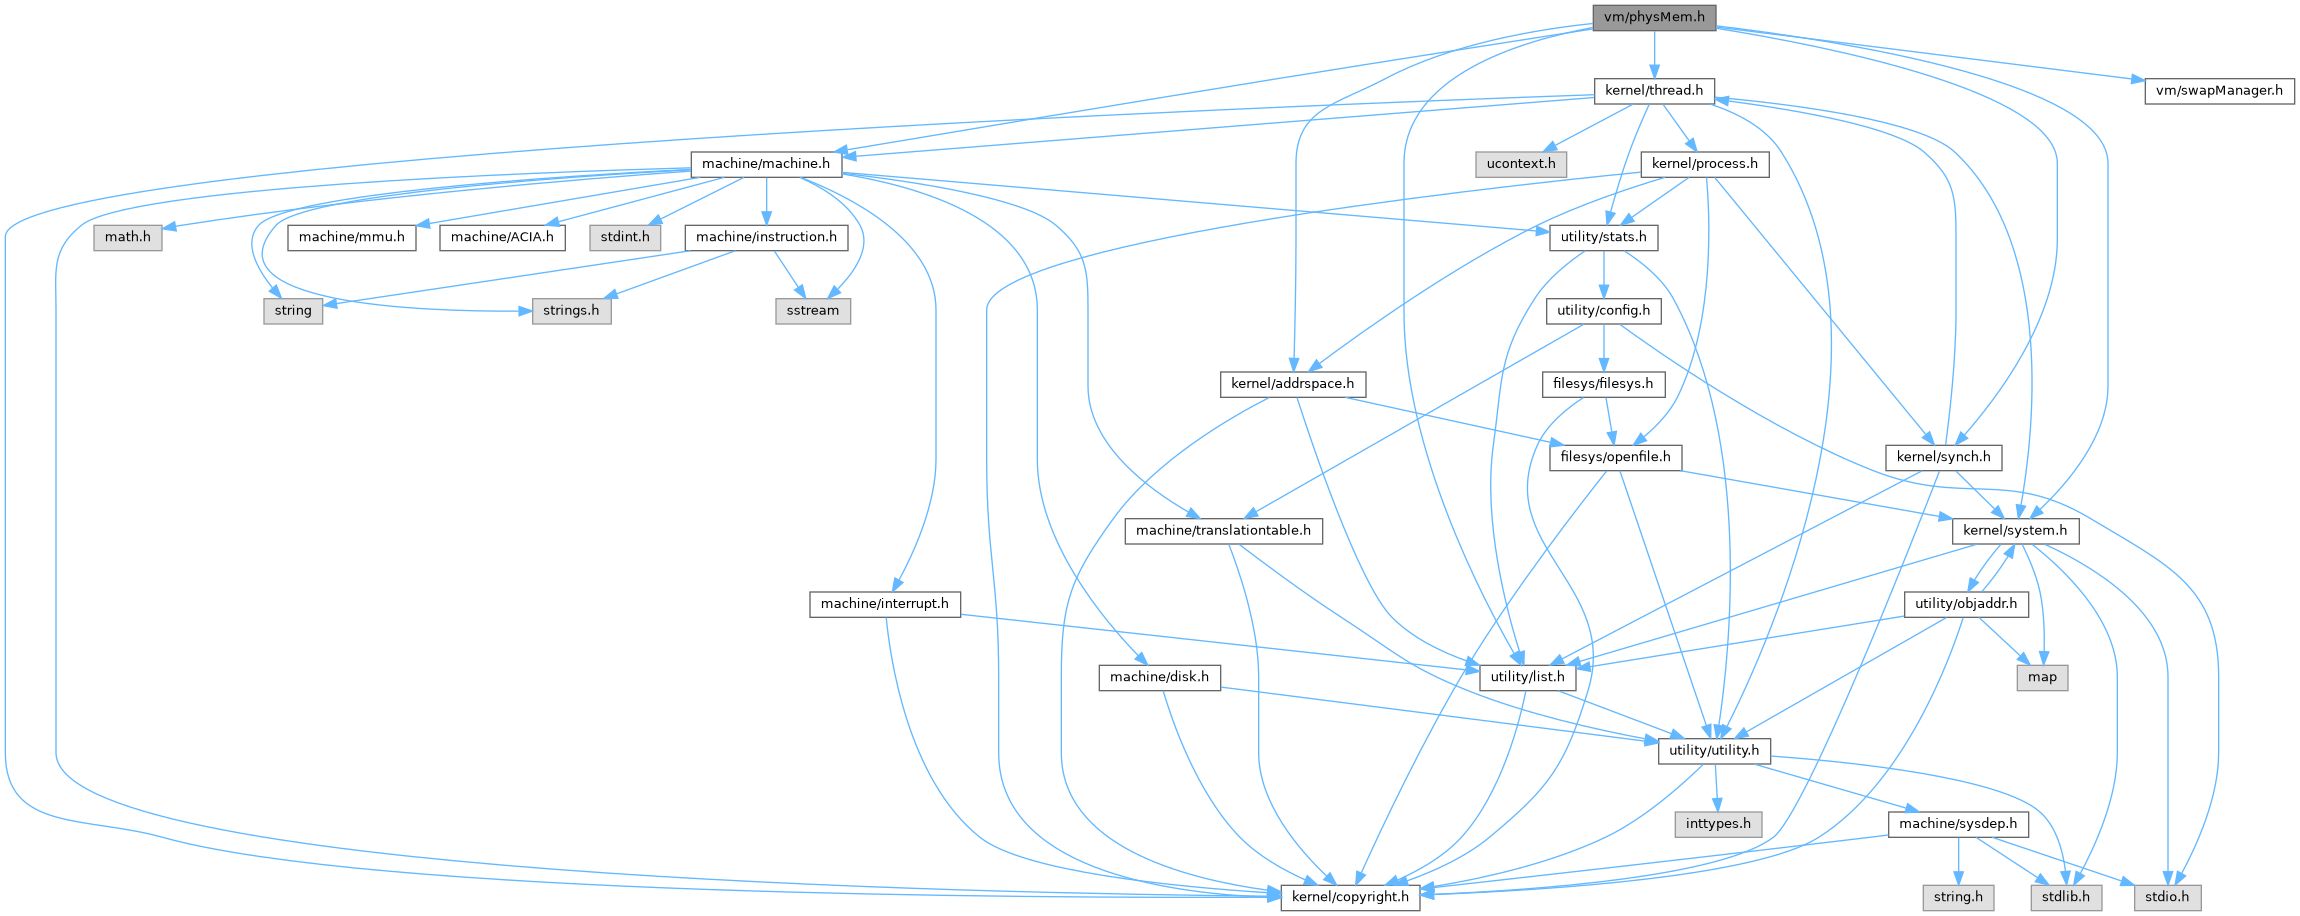 vm/physMem.h
kernel/thread.h
vm/swapManager.h
machine/machine.h
ucontext.h
kernel/process.h
math.h
machine/mmu.h
machine/ACIA.h
stdint.h
machine/instruction.h
utility/stats.h
string
strings.h
sstream
utility/config.h
kernel/addrspace.h
filesys/filesys.h
filesys/openfile.h
kernel/synch.h
machine/translationtable.h
kernel/system.h
machine/interrupt.h
utility/objaddr.h
machine/disk.h
utility/list.h
map
utility/utility.h
inttypes.h
machine/sysdep.h
kernel/copyright.h
string.h
stdlib.h
stdio.h